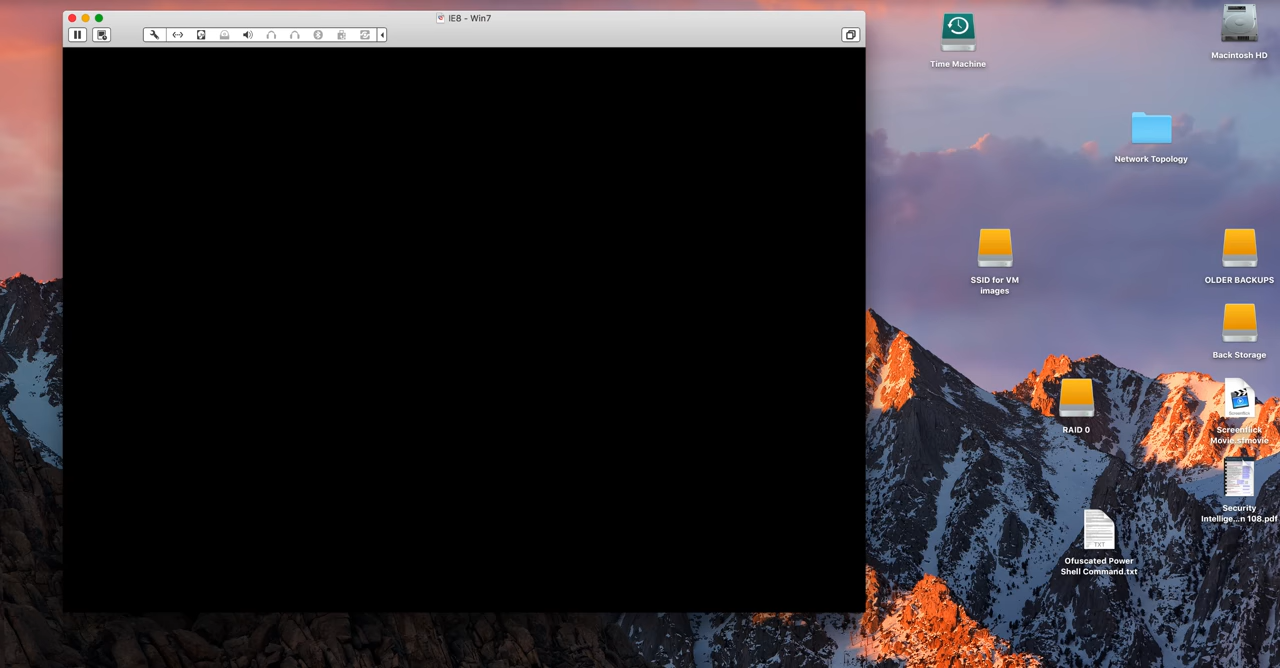 IE8 - Win7
Time Machine
Macintosh HD
Network Topology
SSID for VM
images
OLDER BACKUPS
Back Storage
RAID 0
Screenflick
Movie.sfmovie
Security
Intellige...n 108.pdf
TXT
Ofuscated Power
Shell Command.txt